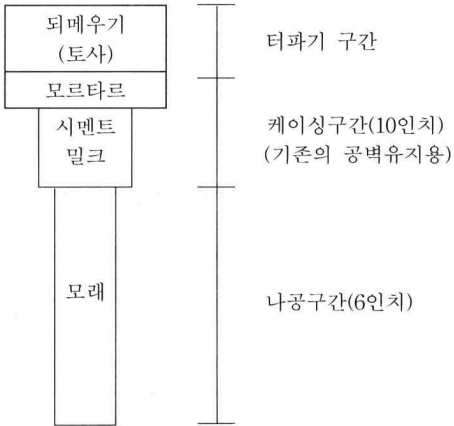 되메우기
(토사)
터파기 구간
모르타르
시멘트
밀크
케이싱구간(10인치)
(기존의 공벽유지용)
모래
나공구간(6인치)